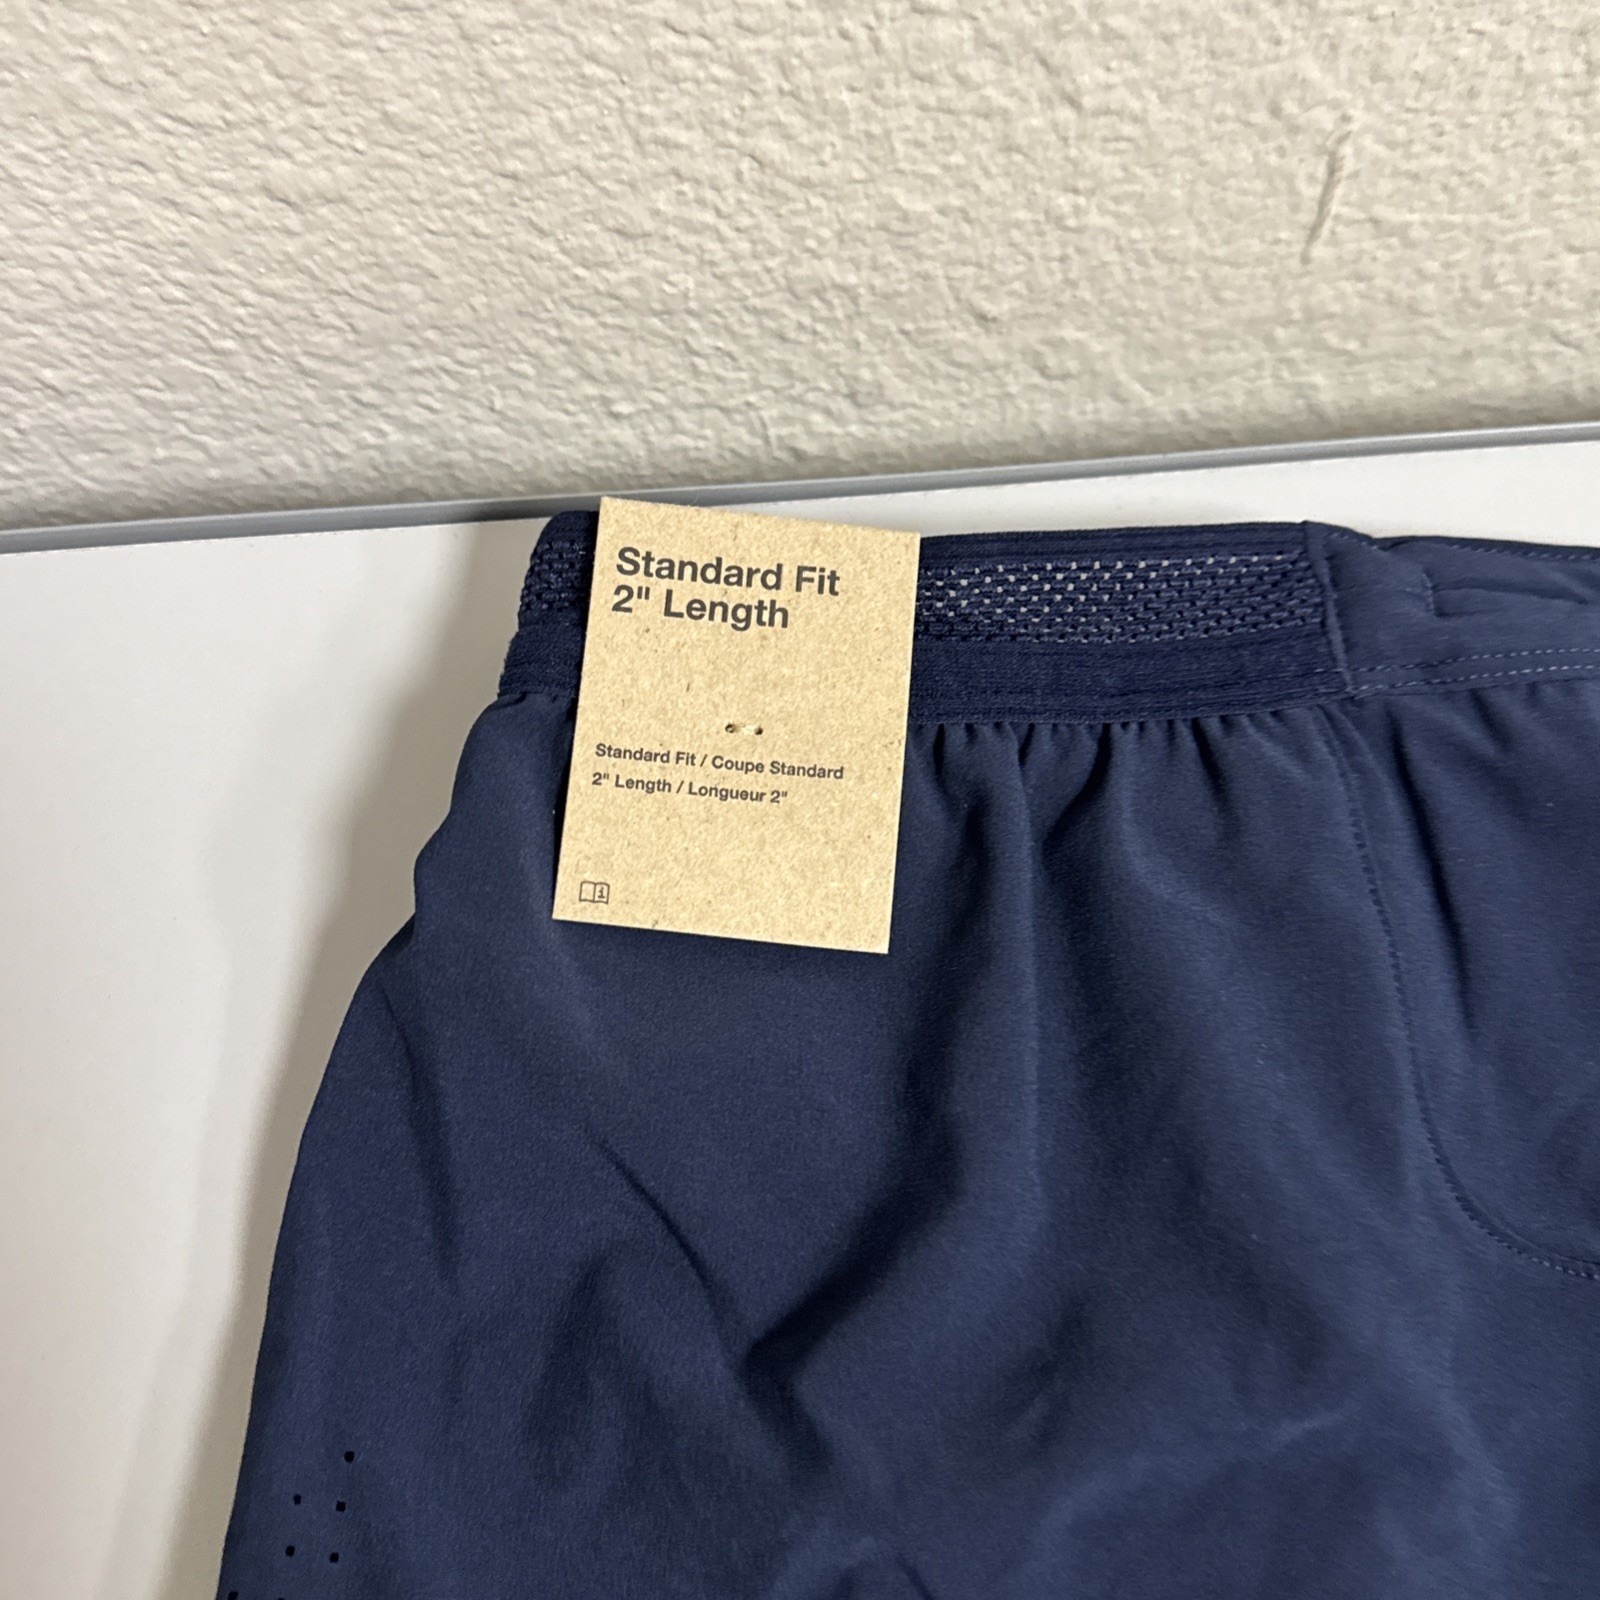 Standard Fit
2" Length
Standard Fit / Coupe Standard
2" Length / Longueur 2"